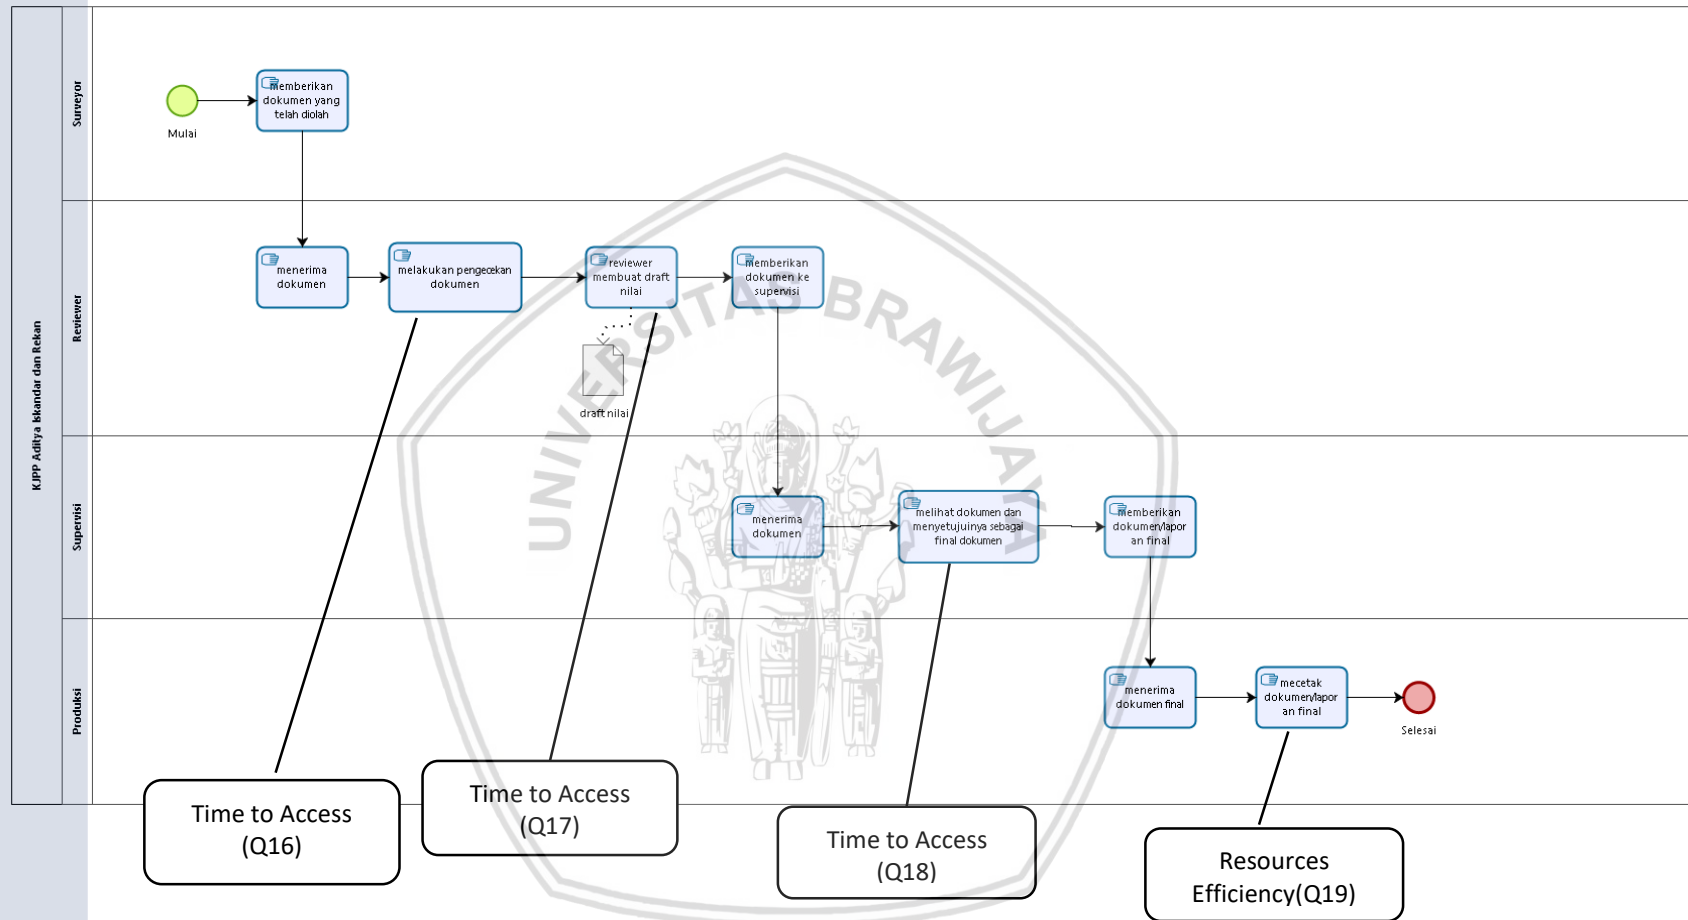 KJPP Aditya Iskandar dan Rekan
Surveyor
Mulai
memberikan
dokumen yang
telah diolah
Reviewer
menerima
dokumen
melakukan pengecekan
dokumen
reviewer
membuat draft
nilai
memberikan
dokumen ke
supervisi
draft nilai
UNIVERSITAS BRAWIJAYA
Supervisi
menerima
dokumen
melihat dokumen dan
menyetujuinya sebagai
final dokumen
memberikan
dokumen/lapor
an final
Produksi
menerima
dokumen final
mecetak
dokumen/lapor
an final
Selesai
Time to Access
(Q16)
Time to Access
(Q17)
Time to Access
(Q18)
Resources
Efficiency(Q19)